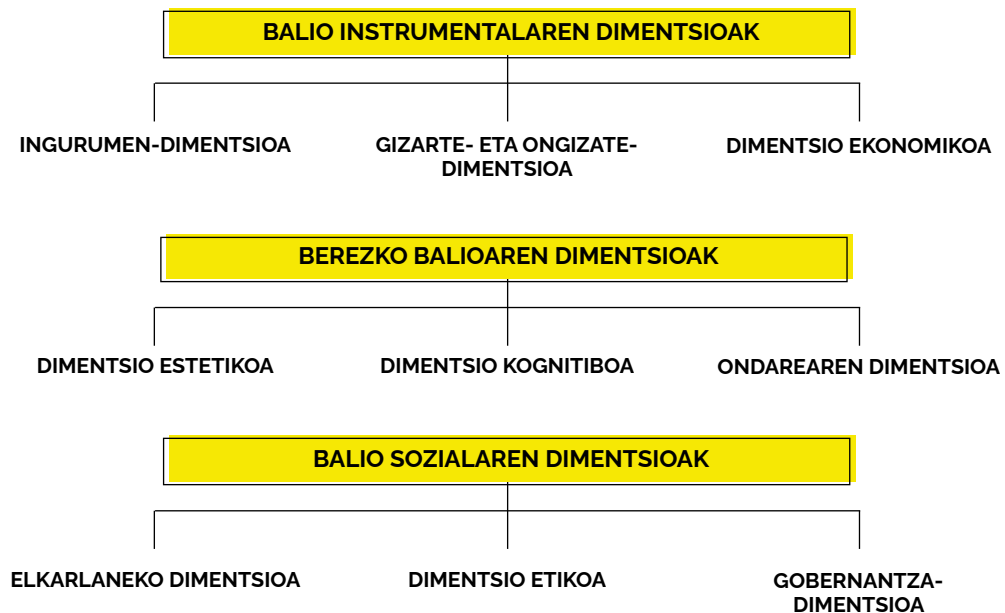 BALIO INSTRUMENTALAREN DIMENTSIOAK
INGURUMEN-DIMENTSIOA
GIZARTE- ETA ONGIZATE-
DIMENTSIOA
DIMENTSIO EKONOMIKOA
BEREZKO BALIOAREN DIMENTSIOAK
DIMENTSIO ESTETIKOA
DIMENTSIO KOGNITIBOA
ONDAREAREN DIMENTSIOA
BALIO SOZIALAREN DIMENTSIOAK
ELKARLANEKO DIMENTSIOA
DIMENTSIO ETIKOA
GOBERNANTZA-
DIMENTSIOA